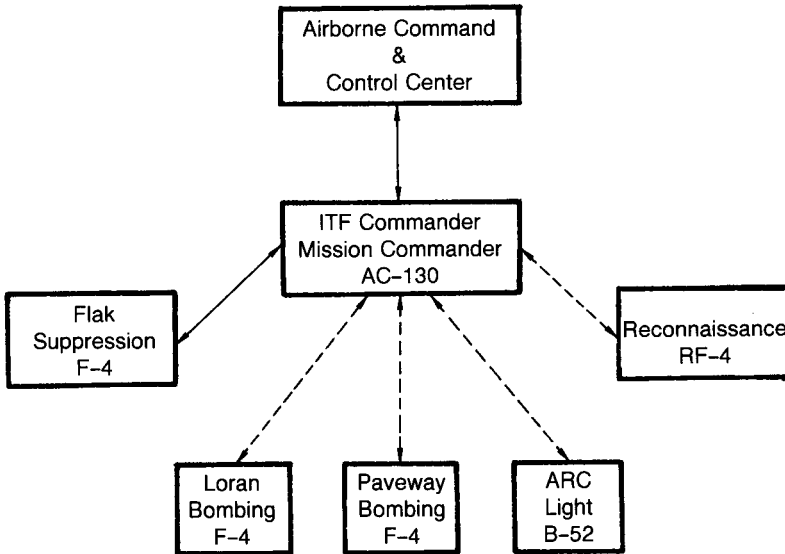 Airborne Command
&
Control Center
ITF Commander
Mission Commander
AC-130
Flak
Suppression
F-4
Reconnaissance
RF-4
Loran
Bombing
F-4
Paveway
Bombing
F-4
ARC
Light
B-52